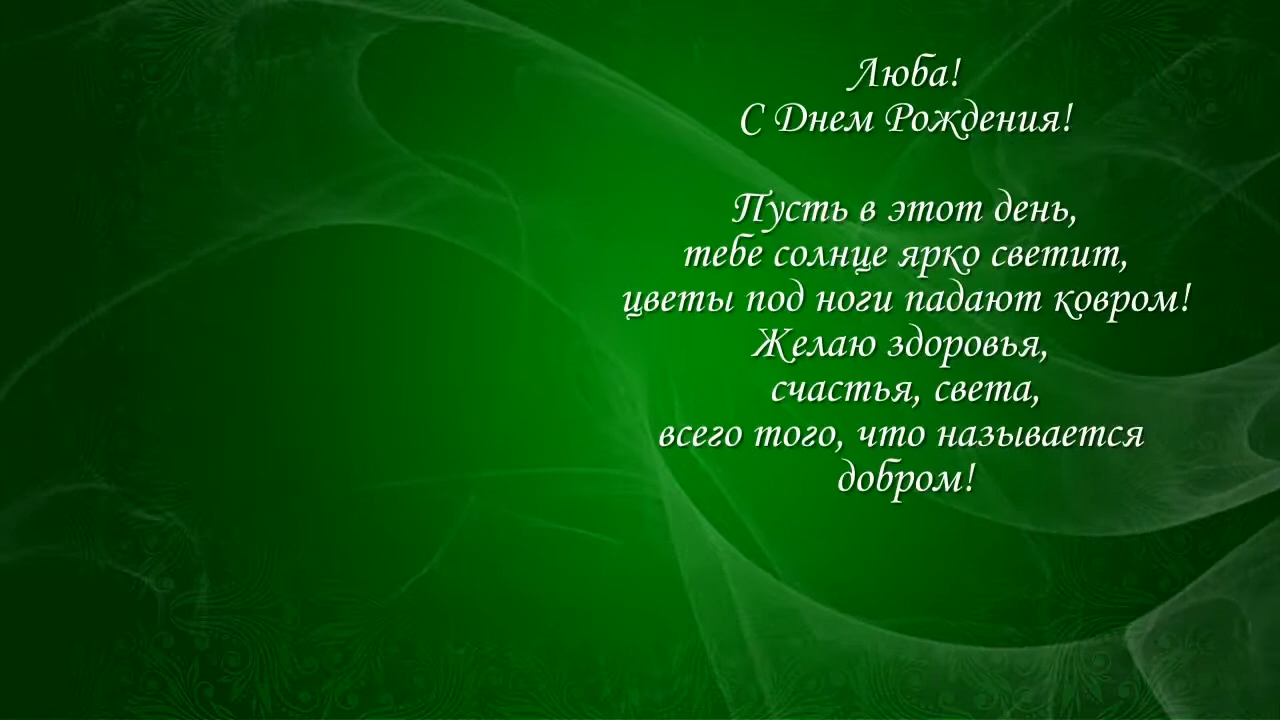 Люба!
С Днем Рождения!
Пусть в этот день,
тебе солнце ярко светит,
цветы под ноги падают ковром!
Желаю здоровья,
счастья, света,
всего того, что называется
добром!